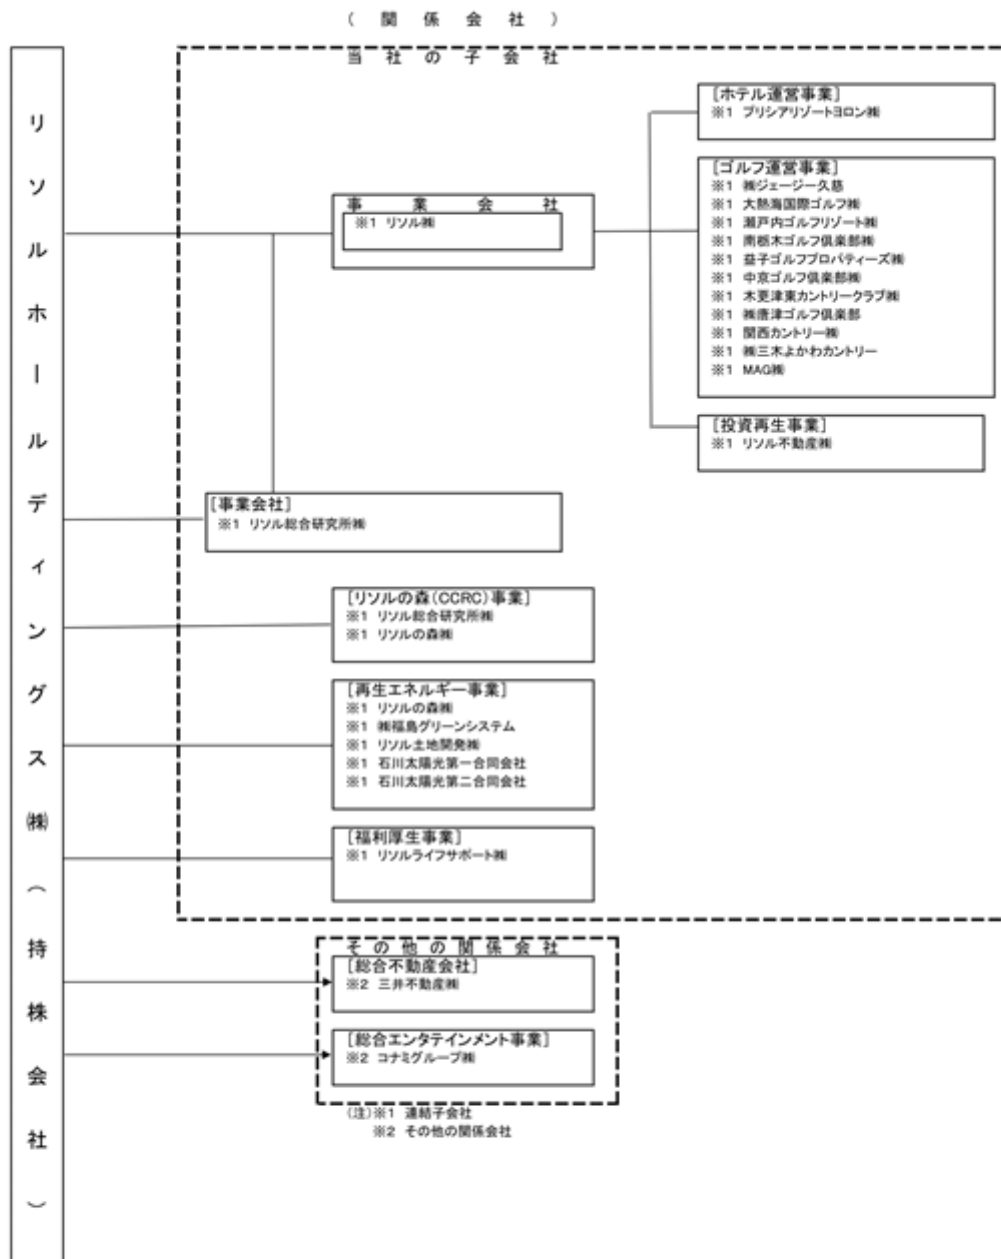 (関係会社)
当社の子会社
リソルホールディングス㈱(持株会社)
事業会社
※1 リソル㈱
[ホテル運営事業]
※1 プリシアリゾートヨロン㈱
[ゴルフ運営事業]
※1 ㈱ジェージー久慈
※1 大熱海国際ゴルフ㈱
※1 瀬戸内ゴルフリゾート㈱
※1 南栃木ゴルフ倶楽部㈱
※1 益子ゴルフプロパティーズ㈱
※1 中京ゴルフ倶楽部㈱
※1 木更津東カントリークラブ㈱
※1 ㈱唐津ゴルフ倶楽部
※1 関西カントリー㈱
※1 ㈱三木よかわカントリー
※1 MAG㈱
[投資再生事業]
※1 リソル不動産㈱
[事業会社]
※1 リソル総合研究所㈱
[リソルの森(CCRC)事業]
※1 リソル総合研究所㈱
※1 リソルの森㈱
[再生エネルギー事業]
※1 リソルの森㈱
※1 ㈱福島グリーンシステム
※1 リソル土地開発㈱
※1 石川太陽光第一合同会社
※1 石川太陽光第二合同会社
[福利厚生事業]
※1 リソルライフサポート㈱
その他の関係会社
[総合不動産会社]
※2 三井不動産㈱
[総合エンタテインメント事業]
※2 コナミグループ㈱
(注)※1 連結子会社
※2 その他の関係会社